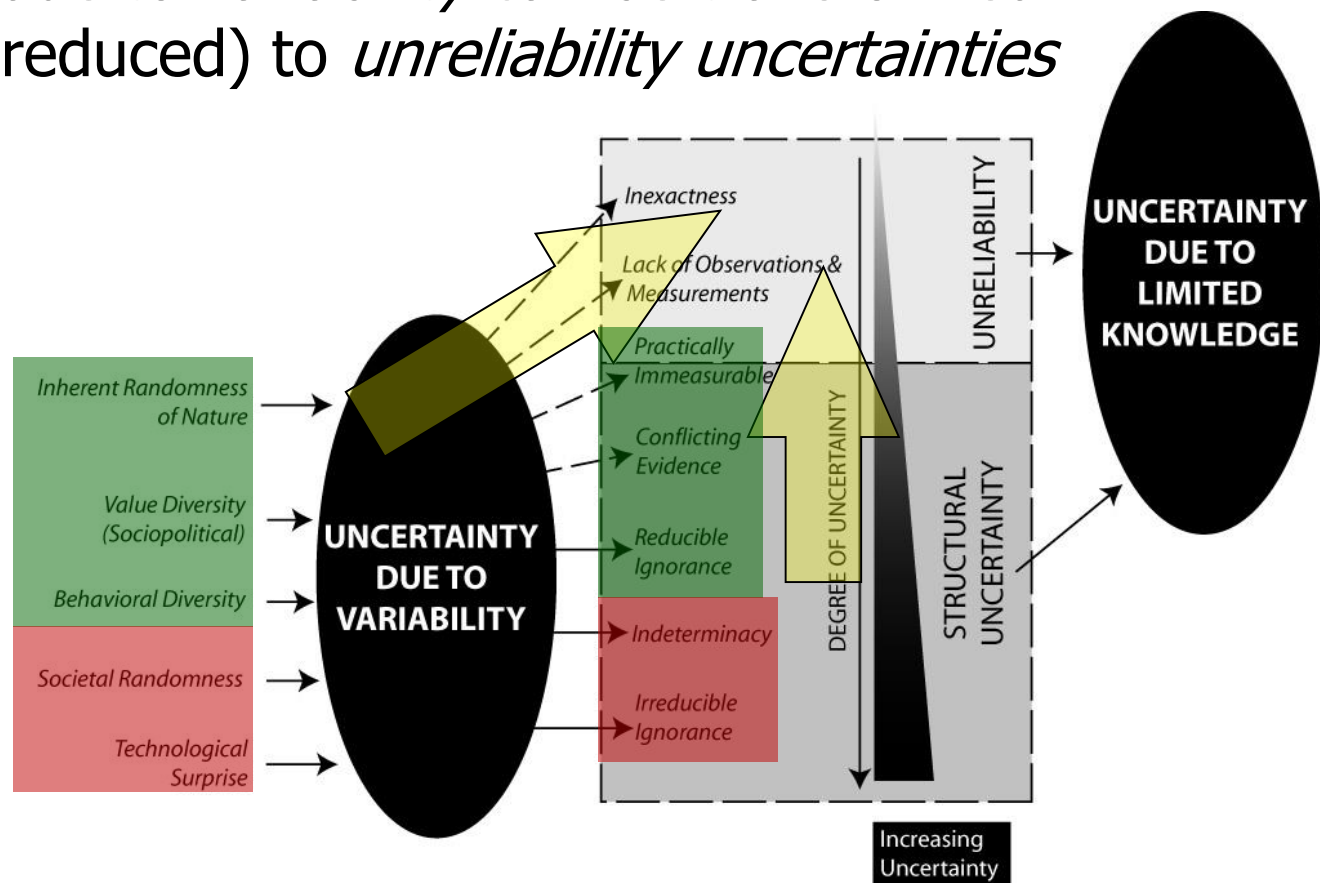 reduced) to unreliability uncertainties
Inexactness
Lack of Observations &
Measurements
Practically
Immeasurable
Conflicting
Evidence
Reducible
Ignorance
Indeterminacy
Irreducible
Ignorance
DEGREE OF UNCERTAINTY
UNRELIABILITY
STRUCTURAL
UNCERTAINTY
UNCERTAINTY
DUE TO
LIMITED
KNOWLEDGE
Inherent Randomness
of Nature
Value Diversity
(Sociopolitical)
Behavioral Diversity
Societal Randomness
Technological
Surprise
UNCERTAINTY
DUE TO
VARIABILITY
Increasing
Uncertainty